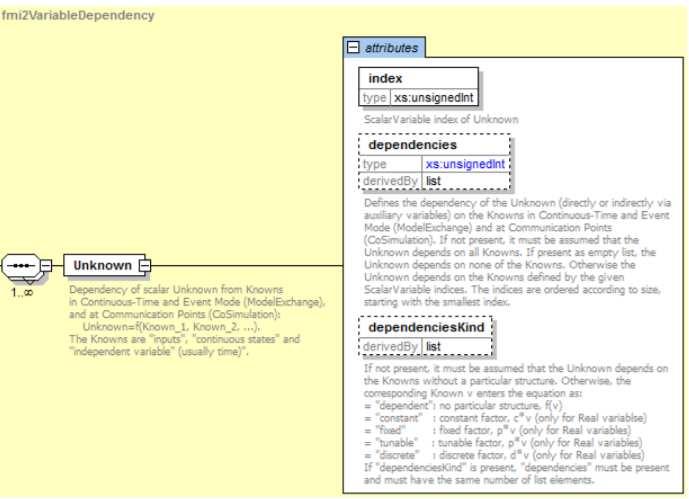 fmi2VariableDependency
attributes
index
type xs:unsignedInt
ScalarVariable index of Unknown
dependencies
type xs:unsignedInt
derivedBy list
Defines the dependency of the Unknown (directly or indirectly via
auxiliary variables) on the Knowns in Continuous-Time and Event
Mode (ModelExchange) and at Communication Points
(CoSimulation). If not present, it must be assumed that the
Unknown depends on all Knowns. If present as empty list, the
Unknown depends on none of the Knowns. Otherwise the
Unknown depends on the Knowns defined by the given
ScalarVariable indices. The indices are ordered according to size,
starting with the smallest index.
Unknown
1..∞
Dependency of scalar Unknown from Knowns
in Continuous-Time and Event Mode (ModelExchange),
and at Communication Points (CoSimulation):
Unknown=f(Known_1, Known_2, ...).
The Knowns are "inputs", "continuous states" and
"independent variable" (usually time)".
dependenciesKind
derivedBy list
If not present, it must be assumed that the Unknown depends on
the Knowns without a particular structure. Otherwise, the
corresponding Known v enters the equation as:
= "dependent": no particular structure, f(v)
= "constant" : constant factor, c*v (only for Real variablse)
= "fixed" : fixed factor, p*v (only for Real variables)
= "tunable" : tunable factor, p*v (only for Real variables)
= "discrete" : discrete factor, d*v (only for Real variables)
If "dependenciesKind" is present, "dependencies" must be present
and must have the same number of list elements.